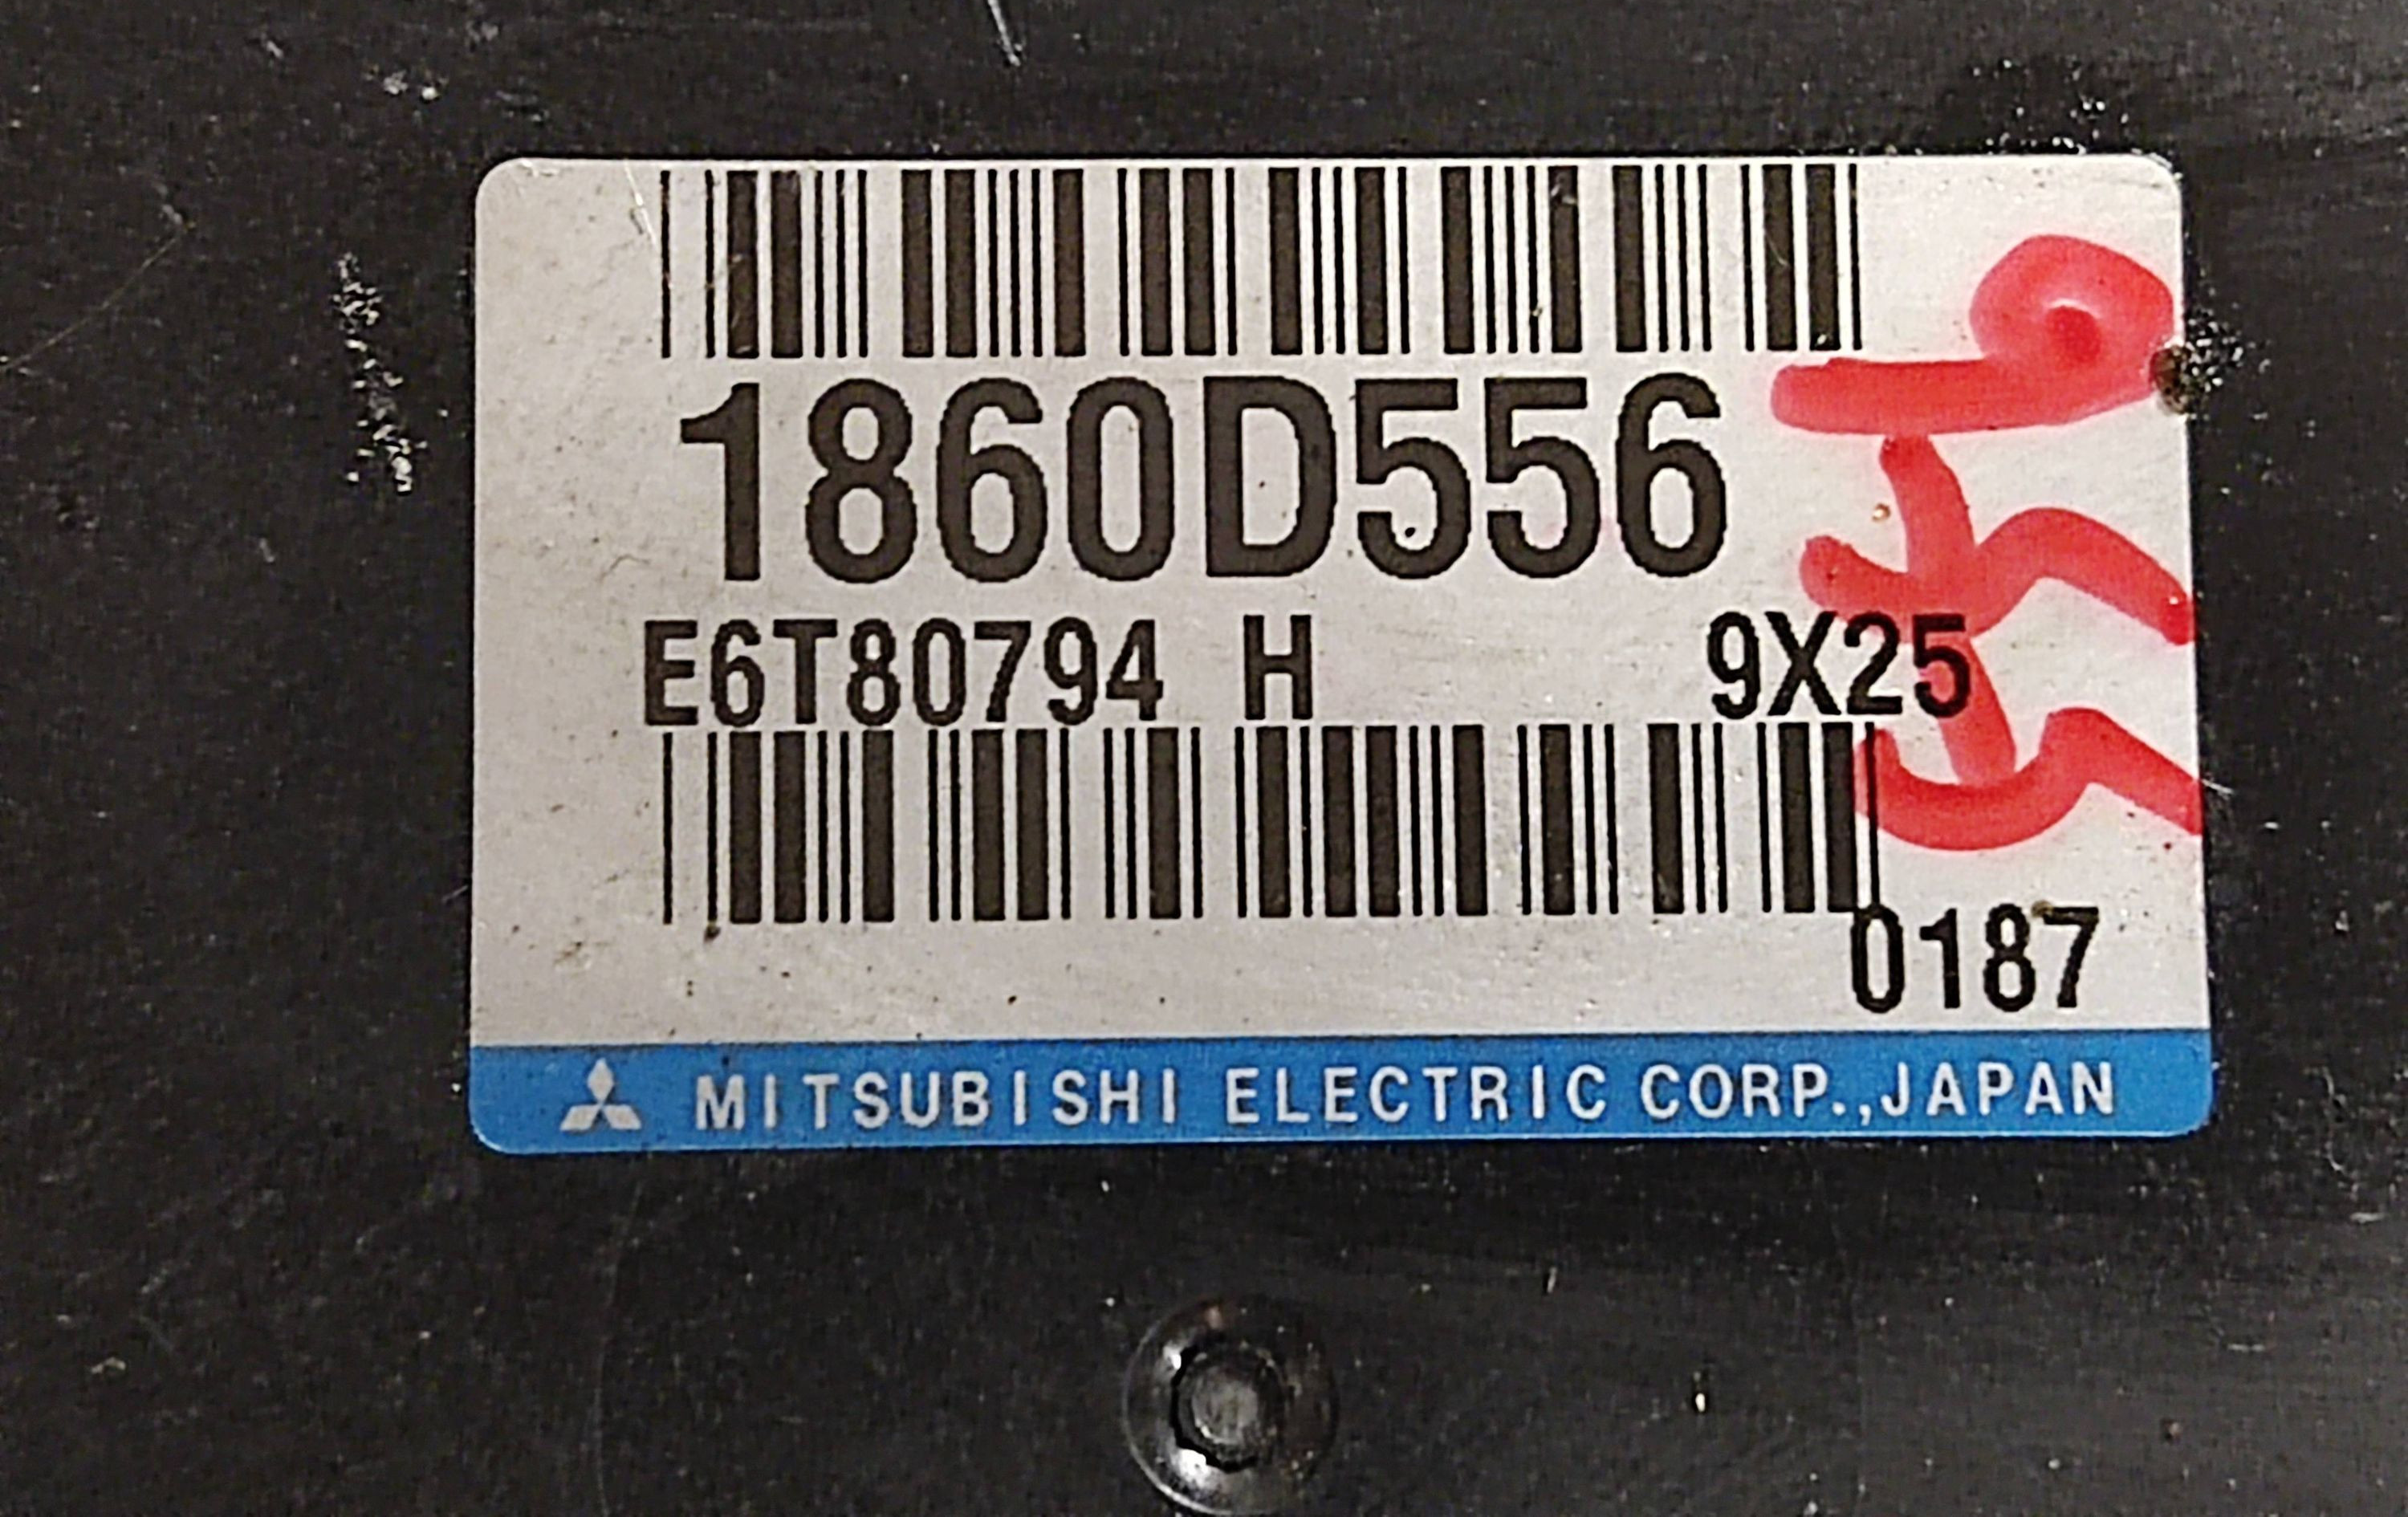 1860D556
E6T80794 H 9X25
0187
MITSUBISHI ELECTRIC CORP.,JAPAN